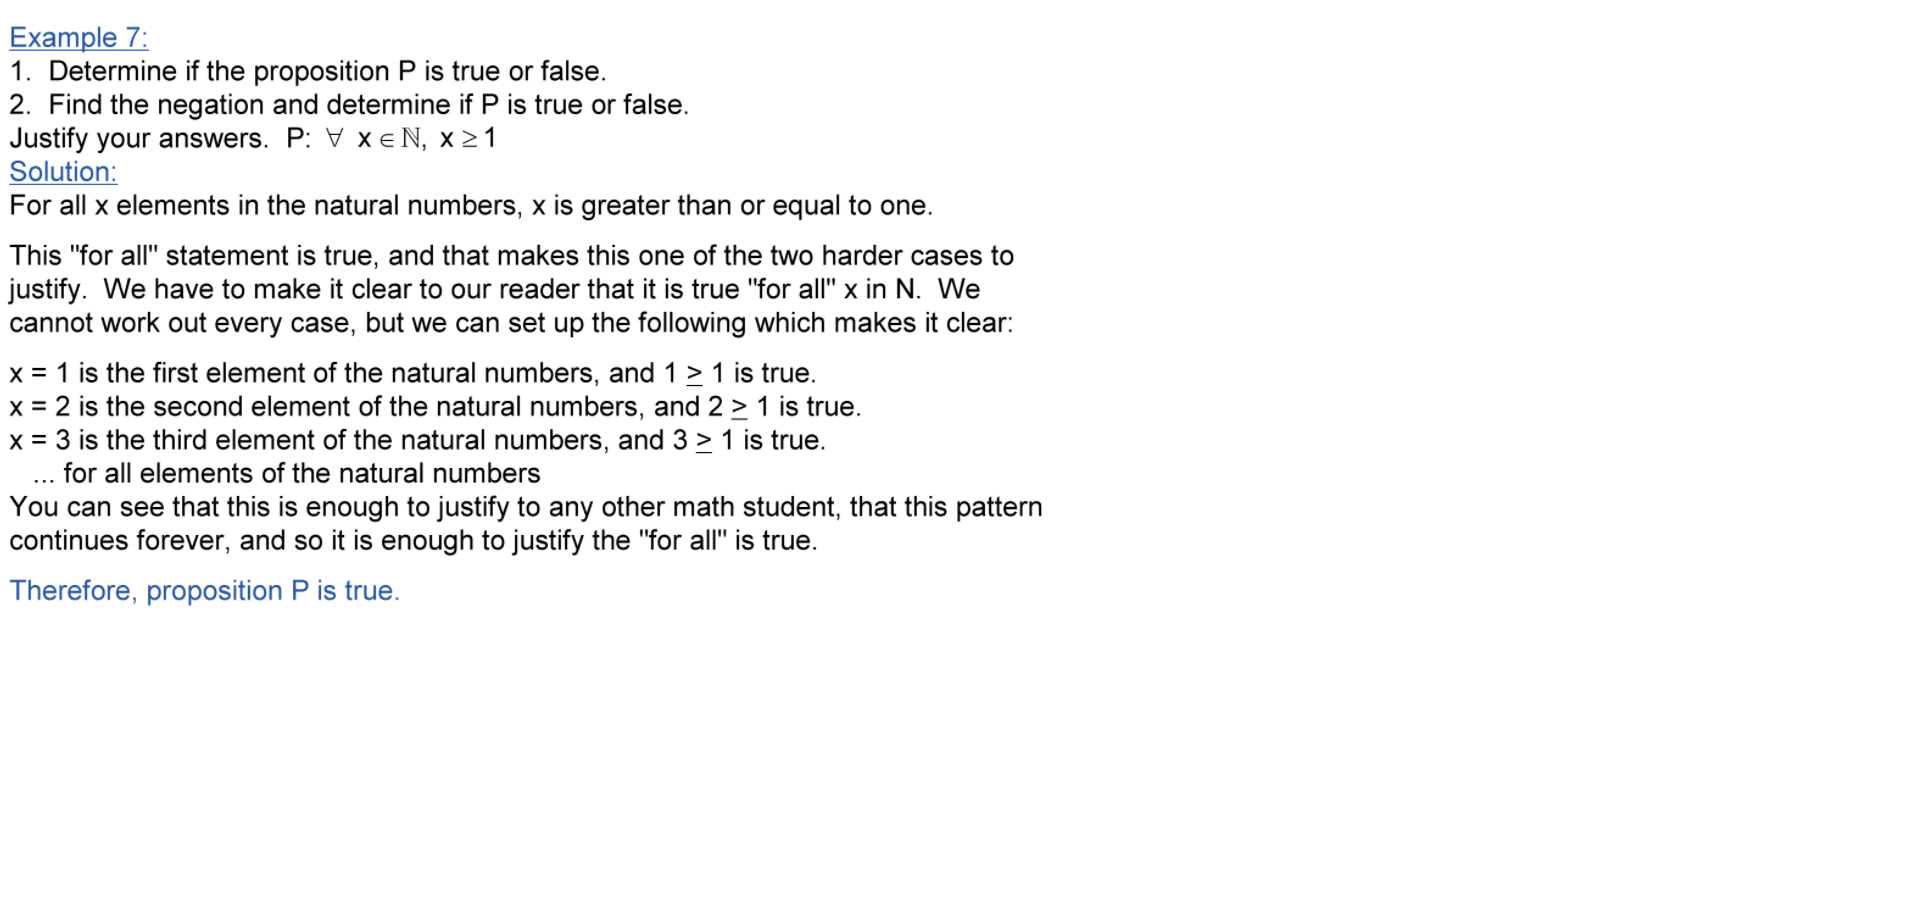 Example 7:
1.  Determine if the proposition P is true or false.
2.  Find the negation and determine if P is true or false.
Justify your answers.  P: ∀ x ∈ ℕ, x ≥ 1
Solution:
For all x elements in the natural numbers, x is greater than or equal to one.
This "for all" statement is true, and that makes this one of the two harder cases to
justify.  We have to make it clear to our reader that it is true "for all" x in N.  We
cannot work out every case, but we can set up the following which makes it clear:
x = 1 is the first element of the natural numbers, and 1 ≥ 1 is true.
x = 2 is the second element of the natural numbers, and 2 ≥ 1 is true.
x = 3 is the third element of the natural numbers, and 3 ≥ 1 is true.
... for all elements of the natural numbers
You can see that this is enough to justify to any other math student, that this pattern
continues forever, and so it is enough to justify the "for all" is true.
Therefore, proposition P is true.